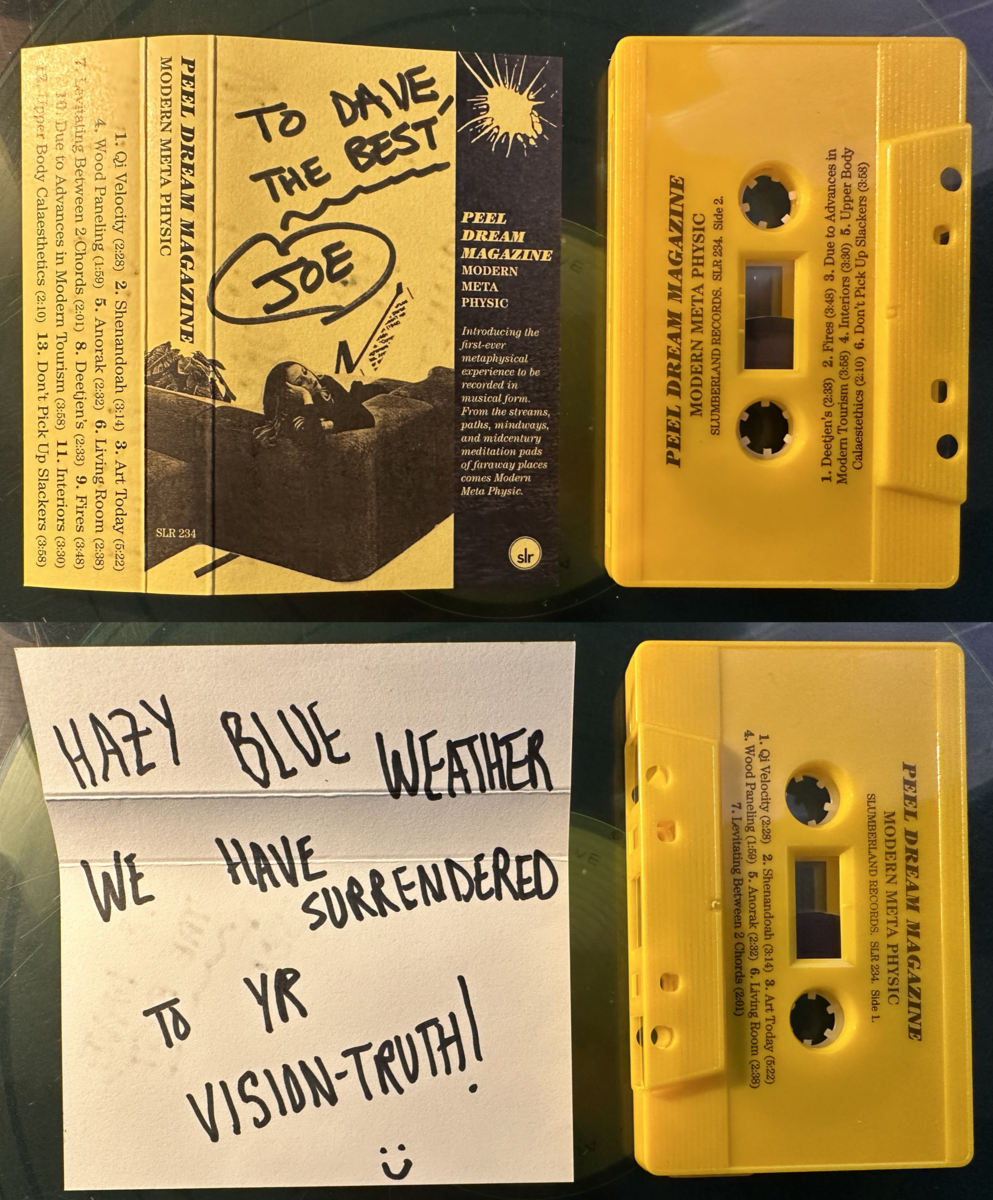 TO DAVE,
THE BEST
JOE
PEEL DREAM MAGAZINE
MODERN META PHYSIC
1. Qi Velocity (2:28) 2. Shenandoah (3:14) 3. Art Today (5:22)
4. Wood Paneling (1:59) 5. Anorak (2:32) 6. Living Room (2:38)
7. Levitating Between 2 Chords (2:01) 8. Deetjen's (2:33) 9. Fires (3:48)
10. Due to Advances in Modern Tourism (3:58) 11. Interiors (3:30)
12. Upper Body Calaesthetics (2:10) 13. Don't Pick Up Slackers (3:58)
SLR 234
PEEL
DREAM
MAGAZINE
MODERN
META
PHYSIC
Introducing the
first-ever
metaphysical
experience to be
recorded in
musical form.
From the streams,
paths, mindways,
and midcentury
meditation pads
of faraway places
comes Modern
Meta Physic.
slr
PEEL DREAM MAGAZINE
MODERN META PHYSIC
SLUMBERLAND RECORDS. SLR 234. Side 2.
1. Deetjen's (2:33) 2. Fires (3:48) 3. Due to Advances in
Modern Tourism (3:58) 4. Interiors (3:30) 5. Upper Body
Calaestethics (2:10) 6. Don't Pick Up Slackers (3:58)
HAZY BLUE WEATHER
WE HAVE
SURRENDERED
TO YR
VISION-TRUTH!
PEEL DREAM MAGAZINE
MODERN META PHYSIC
SLUMBERLAND RECORDS. SLR 234. Side 1.
1. Qi Velocity (2:28) 2. Shenandoah (3:14) 3. Art Today (5:22)
4. Wood Paneling (1:59) 5. Anorak (2:32) 6. Living Room (2:38)
7. Levitating Between 2 Chords (2:01)